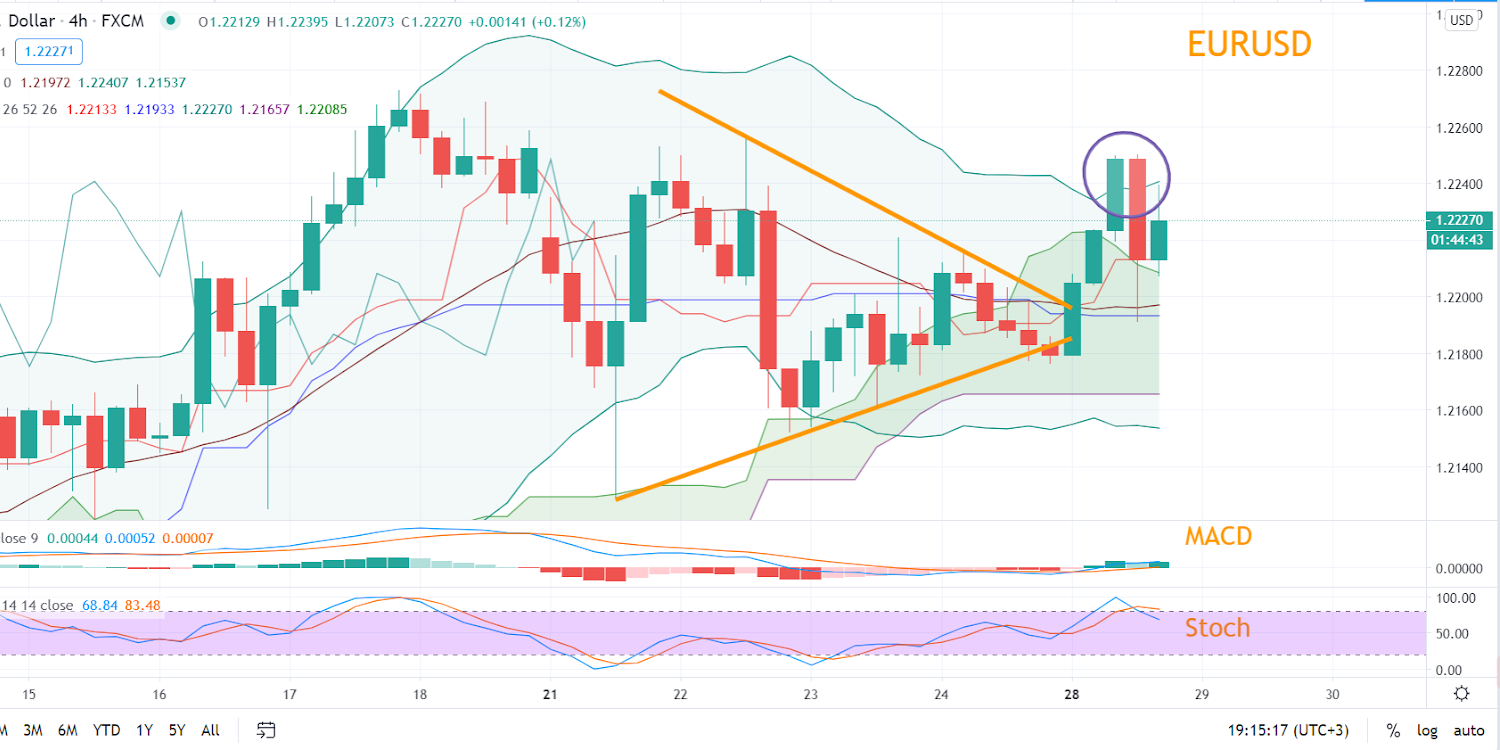 Dollar · 4h · FXCM O1.22129 H1.22395 L1.22073 C1.22270 +0.00141 (+0.12%)
USD
EURUSD
1 1.22271
0 1.21972 1.22407 1.21537
26 52 26 1.22133 1.21933 1.22270 1.21657 1.22085
1.22800
1.22600
1.22400
1.22270
01:44:43
1.22000
1.21800
1.21600
1.21400
MACD
close 9 0.00044 0.00052 0.00007
0.00000
14 14 close 68.84 83.48
100.00
Stoch
50.00
0.00
15 16 17 18 21 22 23 24 28 29 30
M 3M 6M YTD 1Y 5Y All 19:15:17 (UTC+3) % log auto